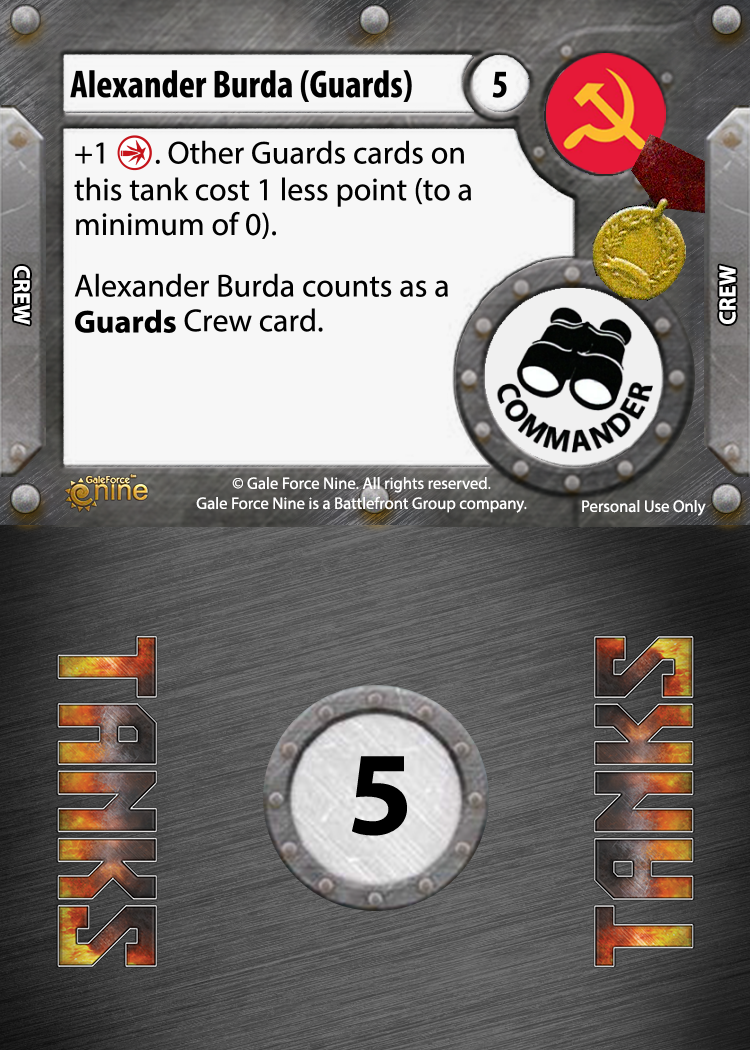 Alexander Burda (Guards)
5
+1 . Other Guards cards on
this tank cost 1 less point (to a
minimum of 0).
Alexander Burda counts as a
Guards Crew card.
CREW
CREW
COMMANDER
GaleForce™
nine
© Gale Force Nine. All rights reserved.
Gale Force Nine is a Battlefront Group company.
Personal Use Only
TANKS
5
TANKS